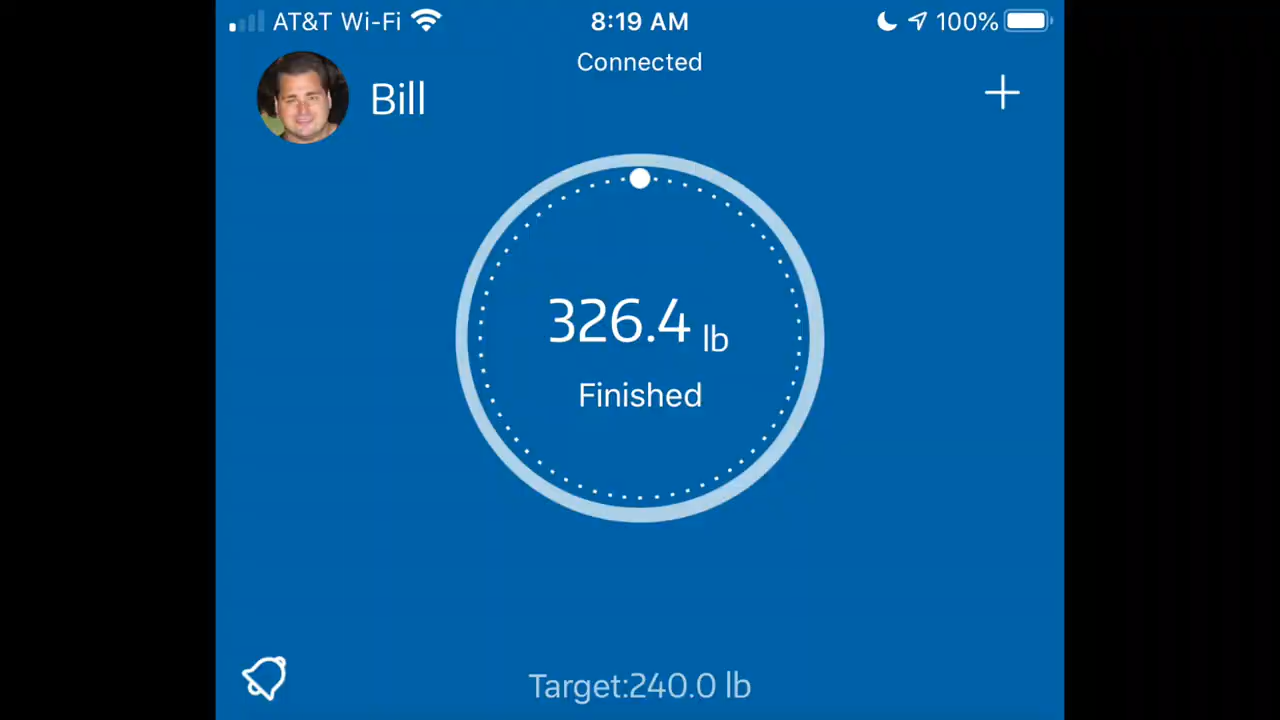 AT&T Wi-Fi 8:19 AM 100%
Connected
Bill
326.4 lb
Finished
Target:240.0 lb